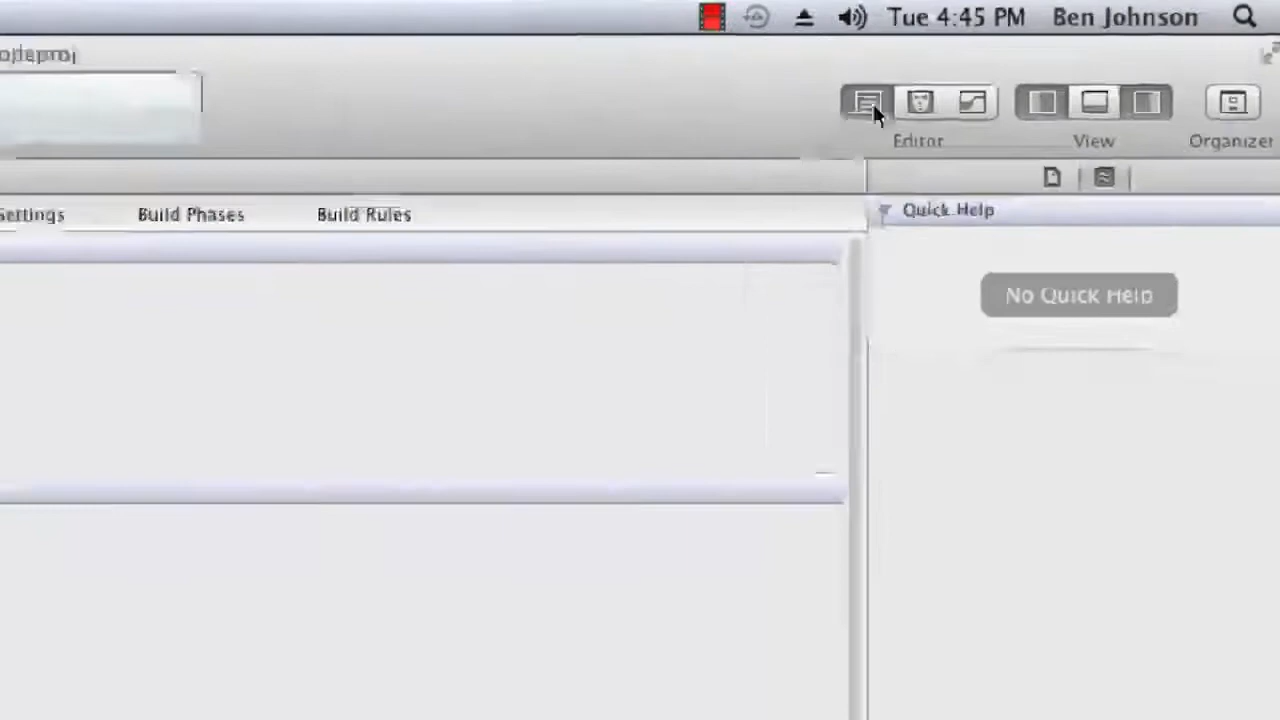 Tue 4:45 PM Ben Johnson
Editor View Organizer
Settings Build Phases Build Rules
Quick Help
No Quick Help